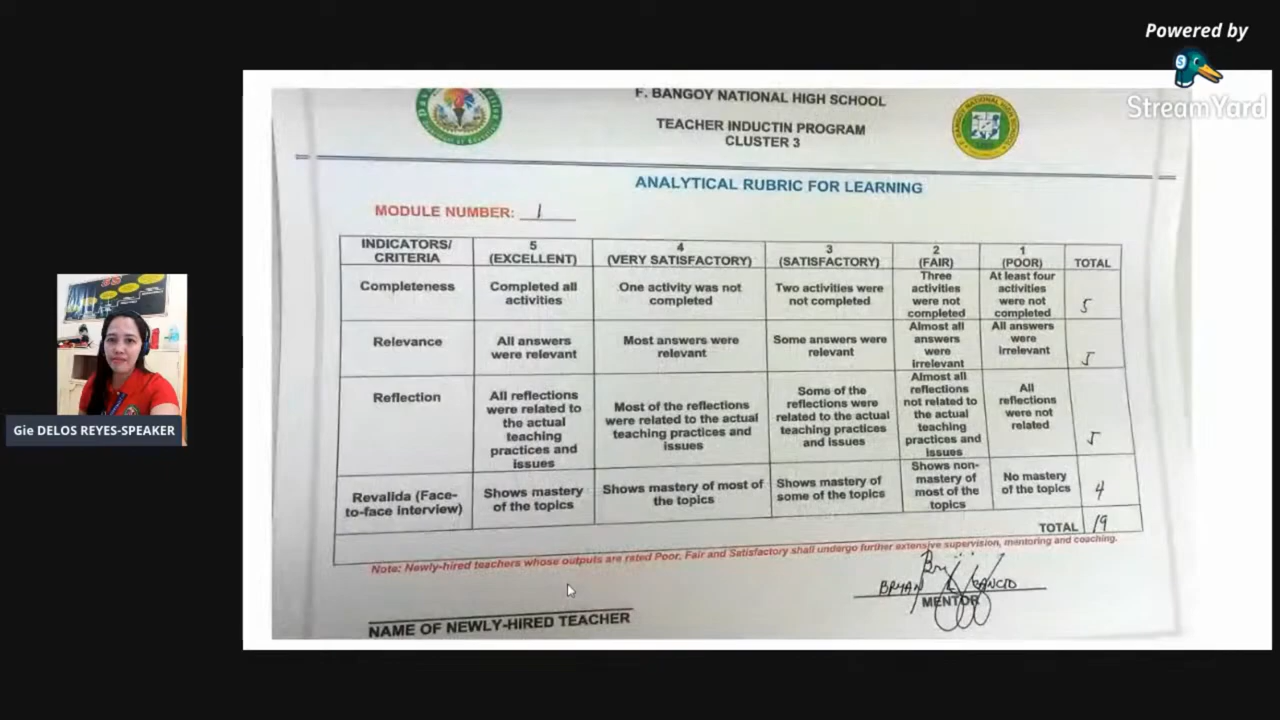 Powered by
StreamYard
F. BANGOY NATIONAL HIGH SCHOOL
TEACHER INDUCTIN PROGRAM
CLUSTER 3
ANALYTICAL RUBRIC FOR LEARNING
MODULE NUMBER: 1
INDICATORS/ CRITERIA
5 (EXCELLENT)
4 (VERY SATISFACTORY)
3 (SATISFACTORY)
2 (FAIR)
1 (POOR)
TOTAL
Completeness
Completed all
activities
One activity was not
completed
Two activities were
not completed
Three
activities
were not
completed
At least four
activities
were not
completed
5
Relevance
All answers
were relevant
Most answers were
relevant
Some answers were
relevant
Almost all
answers
were
irrelevant
All answers
were
irrelevant
5
Reflection
All reflections
were related to
the actual
teaching
practices and
issues
Most of the reflections
were related to the actual
teaching practices and
issues
Some of the
reflections were
related to the actual
teaching practices
and issues
Almost all
reflections
not related to
the actual
teaching
practices and
issues
All
reflections
were not
related
5
Revalida (Face-
to-face interview)
Shows mastery
of the topics
Shows mastery of most of
the topics
Shows mastery of
some of the topics
Shows non-
mastery of
most of the
topics
No mastery
of the topics
4
TOTAL 19
Note: Newly-hired teachers whose outputs are rated Poor, Fair and Satisfactory shall undergo further extensive supervision, mentoring and coaching.
BRYAN
MENTOR
NAME OF NEWLY-HIRED TEACHER
Gie DELOS REYES-SPEAKER